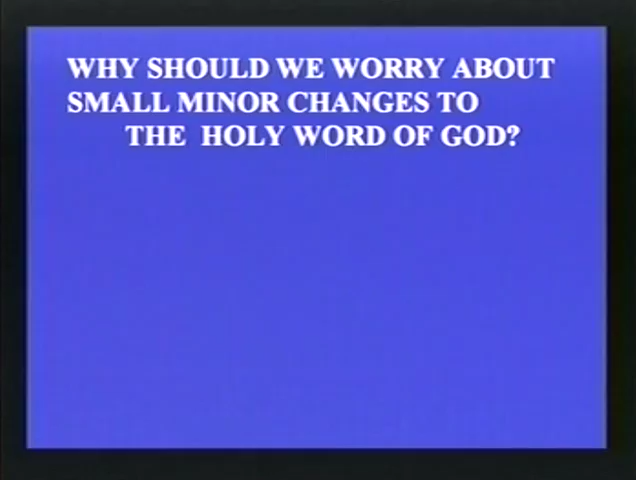 WHY SHOULD WE WORRY ABOUT
SMALL MINOR CHANGES TO
THE HOLY WORD OF GOD?